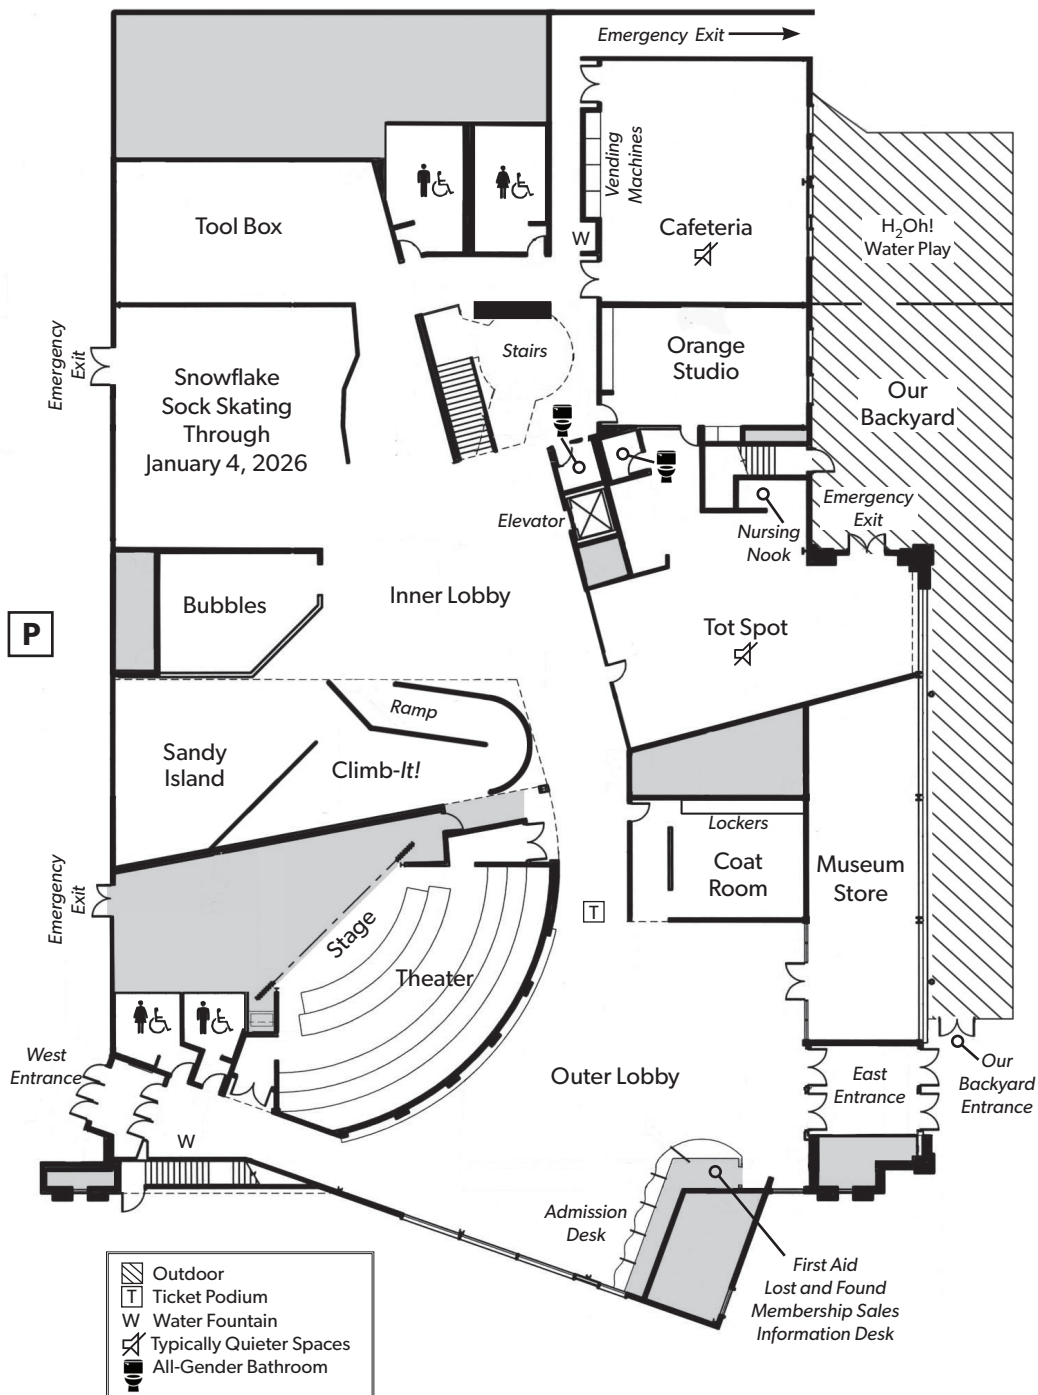 Emergency Exit
Vending
Machines
Tool Box
W
Cafeteria
H₂Oh!
Water Play
Emergency
Exit
Stairs
Orange
Studio
Snowflake
Sock Skating
Through
January 4, 2026
Our
Backyard
Elevator
Emergency
Exit
Nursing
Nook
Inner Lobby
Bubbles
P
Tot Spot
Ramp
Sandy
Island
Climb-It!
Lockers
Coat
Room
Museum
Store
Emergency
Exit
T
Stage
Theater
West
Entrance
Outer Lobby
East
Entrance
Our
Backyard
Entrance
W
Admission
Desk
First Aid
Lost and Found
Membership Sales
Information Desk
Outdoor
T Ticket Podium
W Water Fountain
Typically Quieter Spaces
All-Gender Bathroom